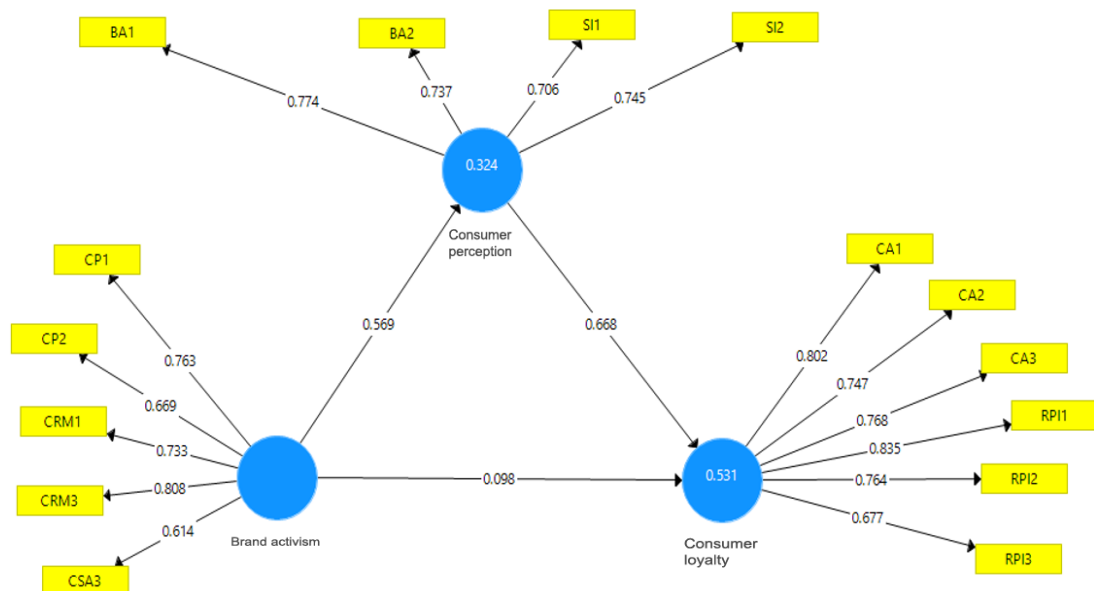 BA1
BA2
SI1
SI2
0.774
0.737
0.706
0.745
0.324
Consumer
perception
CP1
CP2
CRM1
CRM3
CSA3
0.763
0.669
0.733
0.808
0.614
Brand activism
0.569
0.668
0.098
0.531
Consumer
loyalty
CA1
CA2
CA3
RPI1
RPI2
RPI3
0.802
0.747
0.768
0.835
0.764
0.677